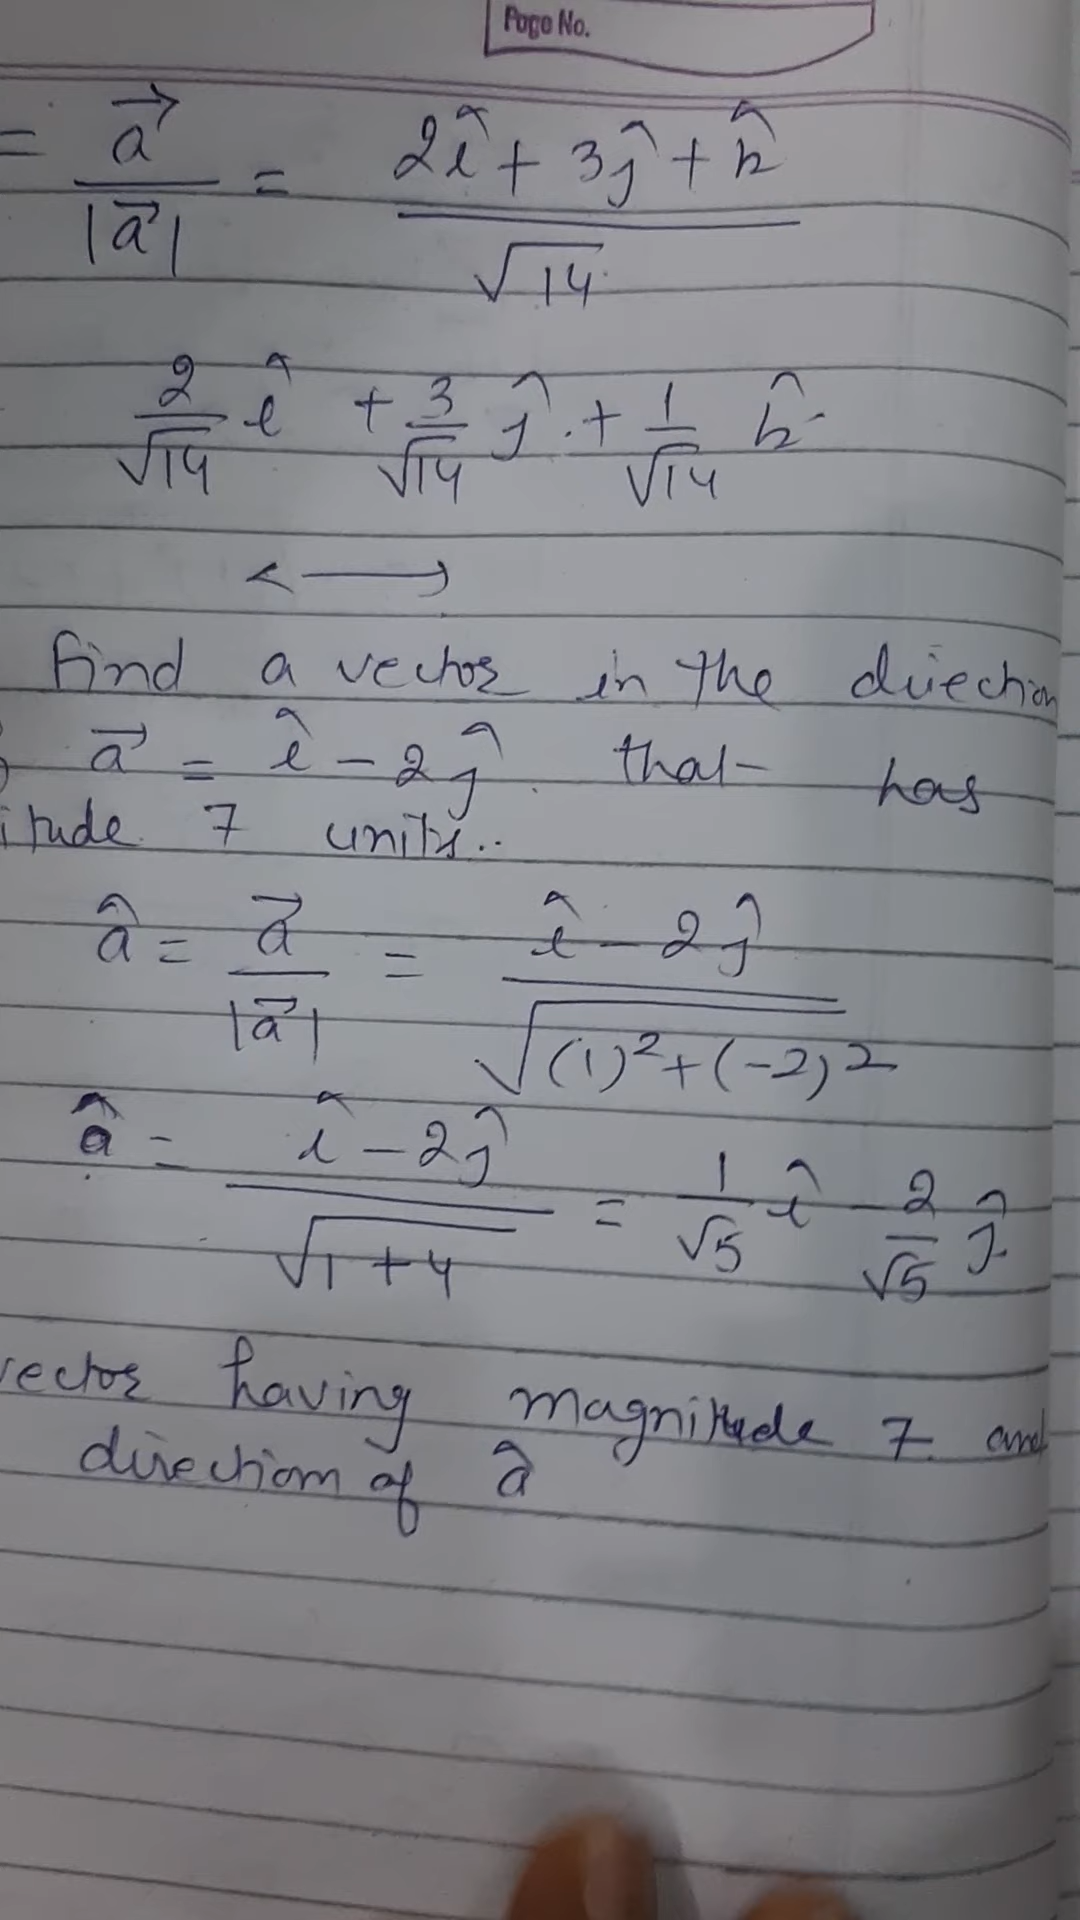 Page No.
= a⃗ / |a⃗| = 2î + 3ĵ + k̂ / √14
2/√14 î + 3/√14 ĵ + 1/√14 k̂
Find a vector in the direction
a⃗ = î - 2ĵ that has
itude 7 units..
â = a⃗ / |a⃗| = î - 2ĵ / √(1)² + (-2)²
â = î - 2ĵ / √1 + 4 = 1/√5 î - 2/√5 ĵ
vector having magnitude 7 and
direction of â